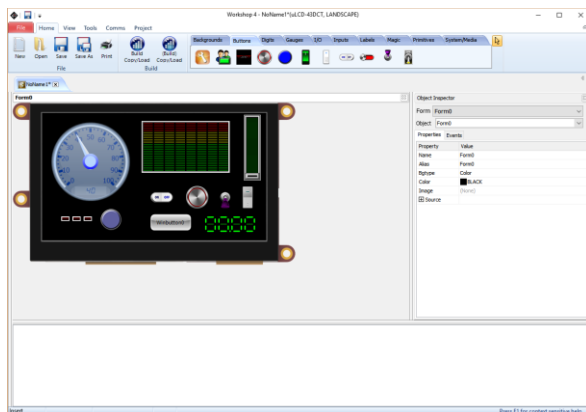 Workshop 4 - NoName1*(uLCD-43DCT, LANDSCAPE)
File Home View Tools Comms Project
Backgrounds Buttons Digits Gauges I/O Inputs Labels Magic Primitives System/Media
New Open Save Save As Print Build Copy/Load (Build) Copy/Load
File Build
NoName1*
Form0
Object Inspector
Form Form0
Object Form0
Properties Events
Property Value
Name Form0
Alias Form0
Bgtype Color
Color BLACK
Image (None)
Source
Winbutton0
Insert
Press F1 for context sensitive help